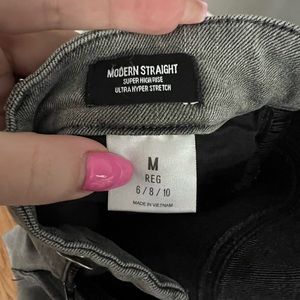 MODERN STRAIGHT
SUPER HIGH RISE
ULTRA HYPER STRETCH
M
REG
6/8/10
MADE IN VIETNAM